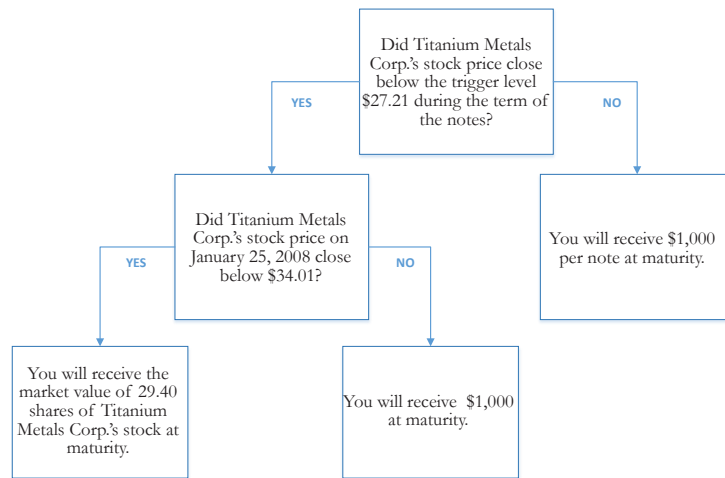 Did Titanium Metals
Corp.'s stock price close
below the trigger level
$27.21 during the term of
the notes?
YES
NO
Did Titanium Metals
Corp.'s stock price on
January 25, 2008 close
below $34.01?
You will receive $1,000
per note at maturity.
YES
NO
You will receive the
market value of 29.40
shares of Titanium
Metals Corp.'s stock at
maturity.
You will receive $1,000
at maturity.